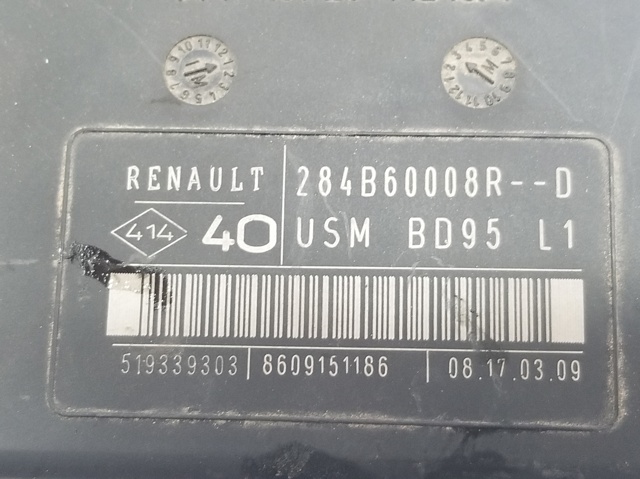 RENAULT 284B60008R--D
414 40 USM BD95 L1
519339303 8609151186 08.17.03.09